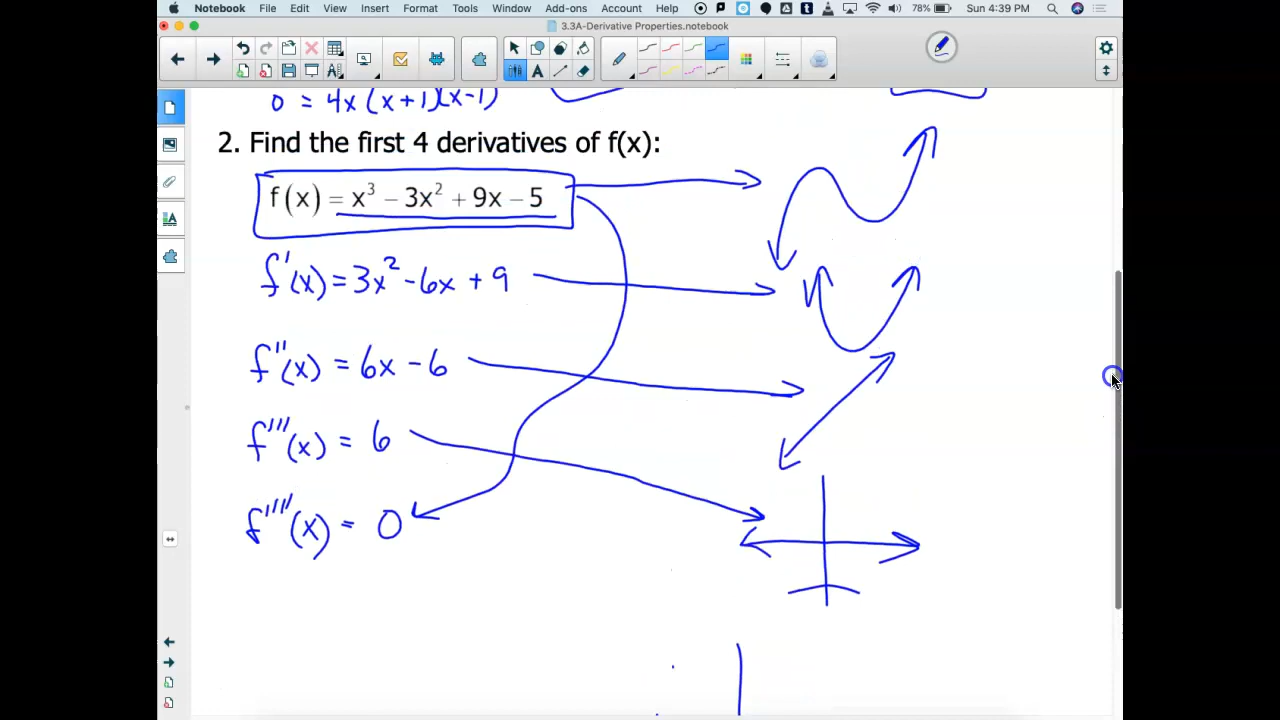 Notebook File Edit View Insert Format Tools Window Add-ons Account Help 78% Sun 4:39 PM
3.3A-Derivative Properties.notebook
0 = 4x(x+1)(x-1)
2. Find the first 4 derivatives of f(x):
f(x) = x³ − 3x² + 9x − 5
f'(x) = 3x² - 6x + 9
f''(x) = 6x - 6
f'''(x) = 6
f''''(x) = 0